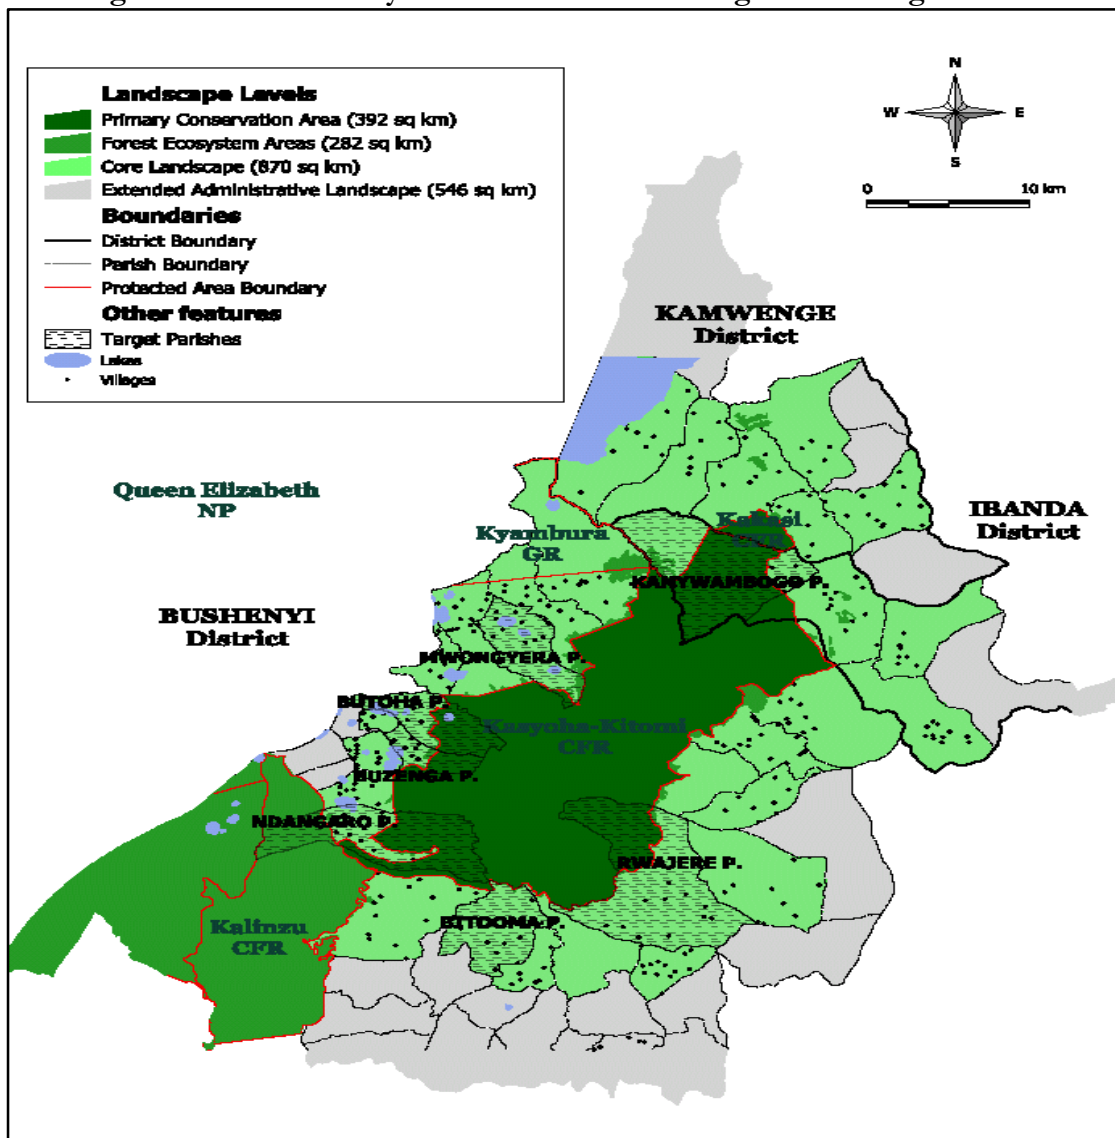 Landscape Levels
Primary Conservation Area (392 sq km)
Forest Ecosystem Areas (282 sq km)
Core Landscape (870 sq km)
Extended Administrative Landscape (546 sq km)
Boundaries
District Boundary
Parish Boundary
Protected Area Boundary
Other features
Target Parishes
Lakes
Villages
N
W E
S
0 10 km
KAMWENGE
District
Queen Elizabeth
NP
IBANDA
District
Kyambura
GR
Kakasi
KANYWAMBOGO P.
BUSHENYI
District
MWONGYERA P.
BUTOHA P.
Kasyoha-Kitomi
CFR
BUZENGA P.
NDANGARO P.
RWAJERE P.
BITOOMA P.
Kalinzu
CFR